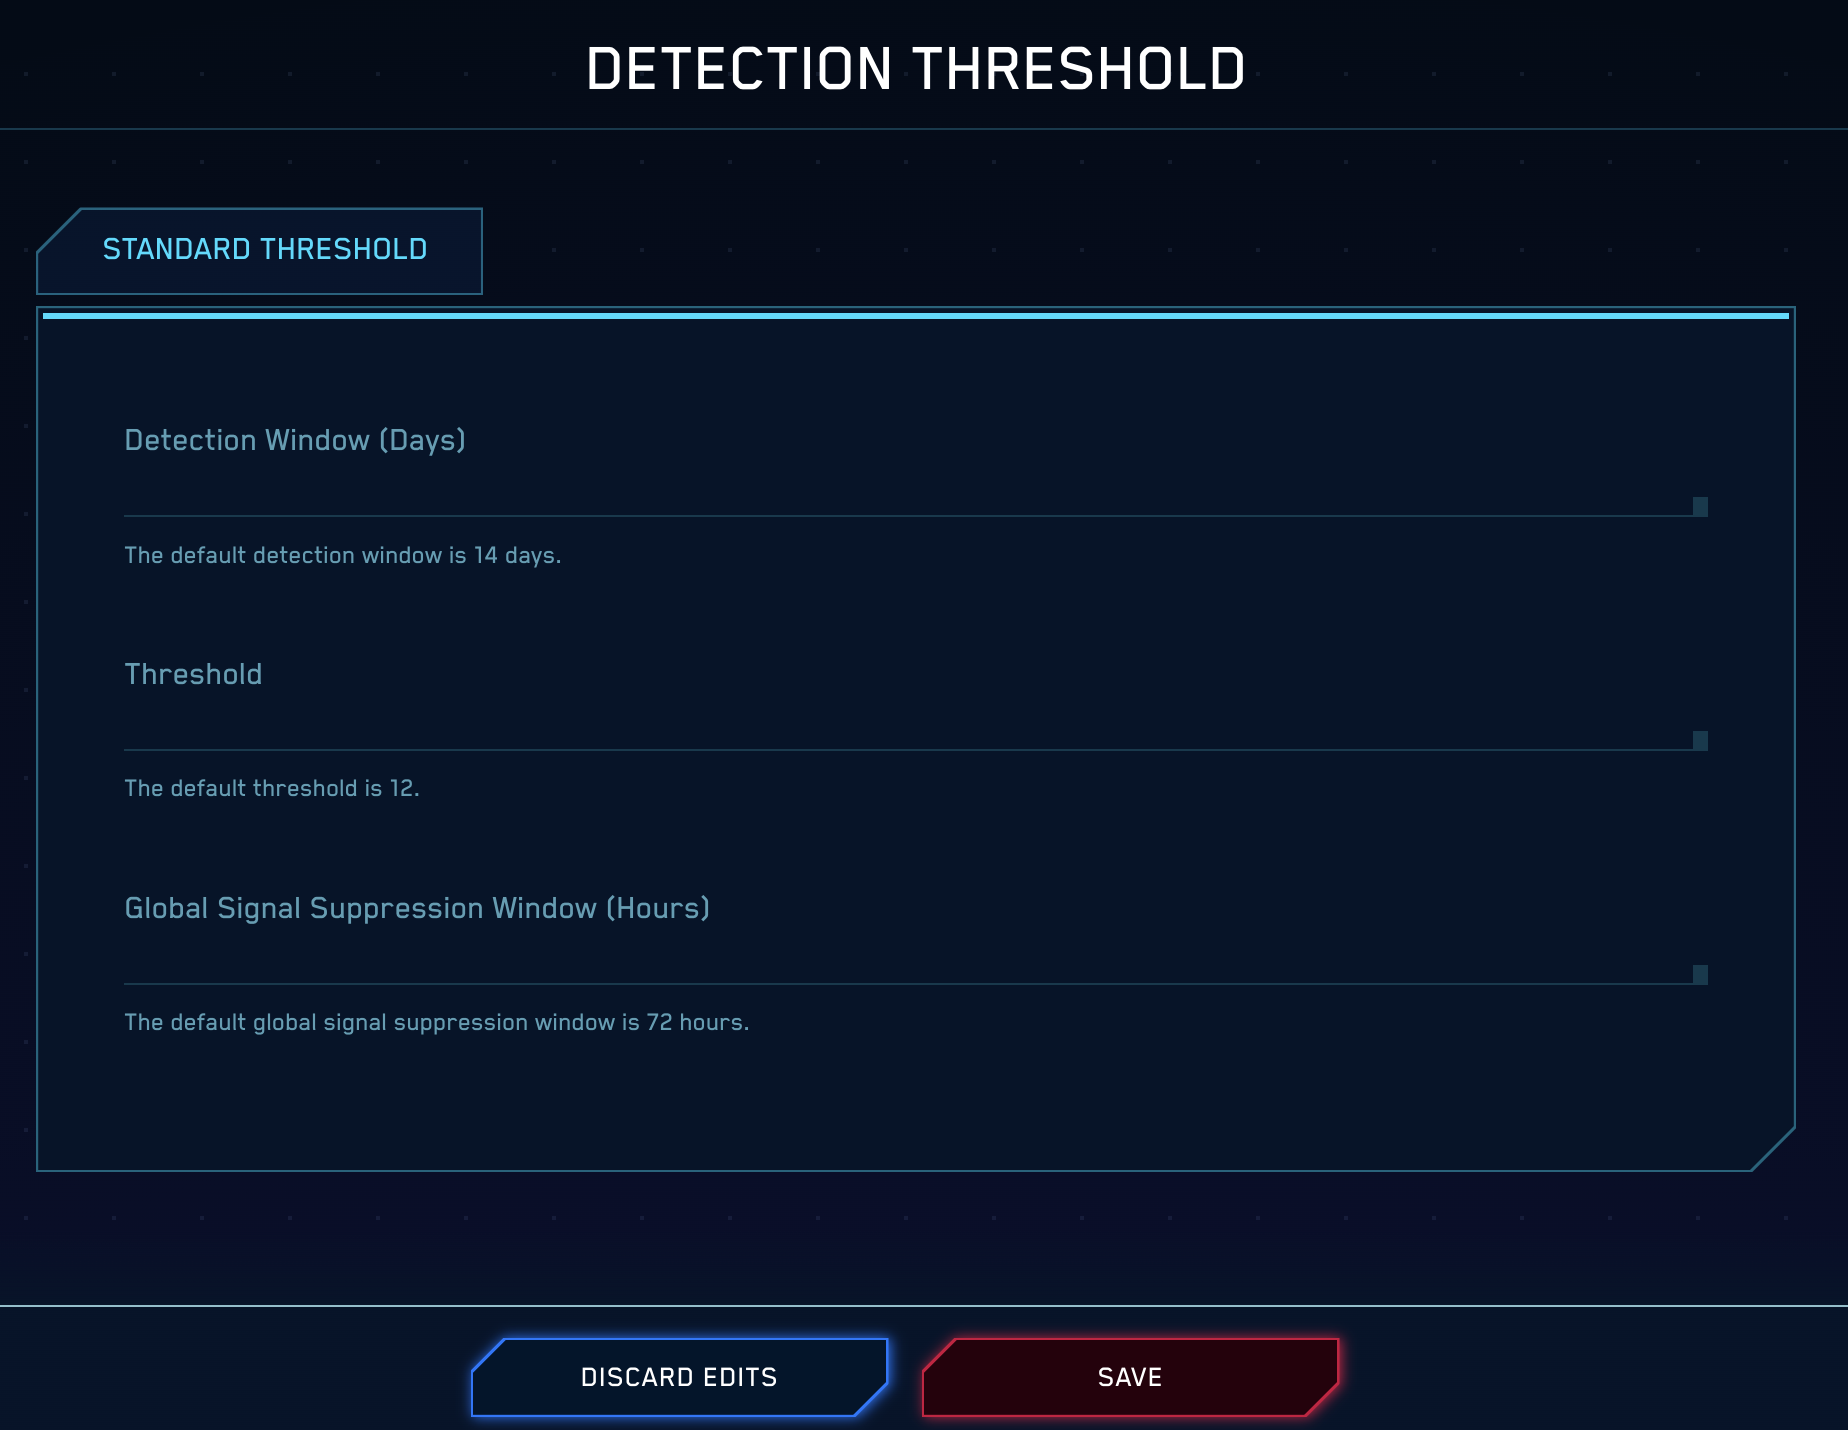 DETECTION THRESHOLD
STANDARD THRESHOLD
Detection Window (Days)
The default detection window is 14 days.
Threshold
The default threshold is 12.
Global Signal Suppression Window (Hours)
The default global signal suppression window is 72 hours.
DISCARD EDITS
SAVE